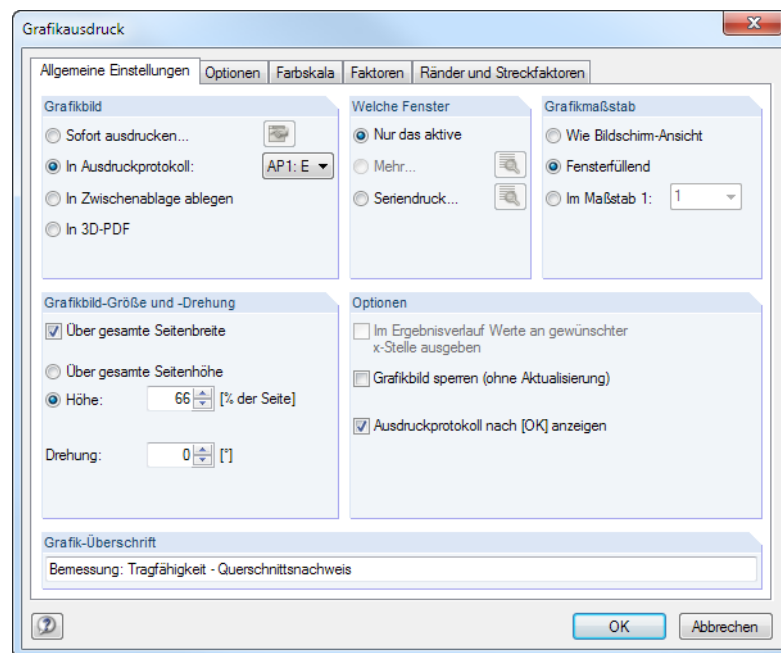 Grafikausdruck
Allgemeine Einstellungen
Optionen
Farbskala
Faktoren
Ränder und Streckfaktoren
Grafikbild
Sofort ausdrucken...
In Ausdruckprotokoll:
AP1: E
In Zwischenablage ablegen
In 3D-PDF
Welche Fenster
Nur das aktive
Mehr...
Seriendruck...
Grafikmaßstab
Wie Bildschirm-Ansicht
Fensterfüllend
Im Maßstab 1:
1
Grafikbild-Größe und -Drehung
Über gesamte Seitenbreite
Über gesamte Seitenhöhe
Höhe:
66
[% der Seite]
Drehung:
0
[°]
Optionen
Im Ergebnisverlauf Werte an gewünschter
x-Stelle ausgeben
Grafikbild sperren (ohne Aktualisierung)
Ausdruckprotokoll nach [OK] anzeigen
Grafik-Überschrift
Bemessung: Tragfähigkeit - Querschnittsnachweis
OK
Abbrechen